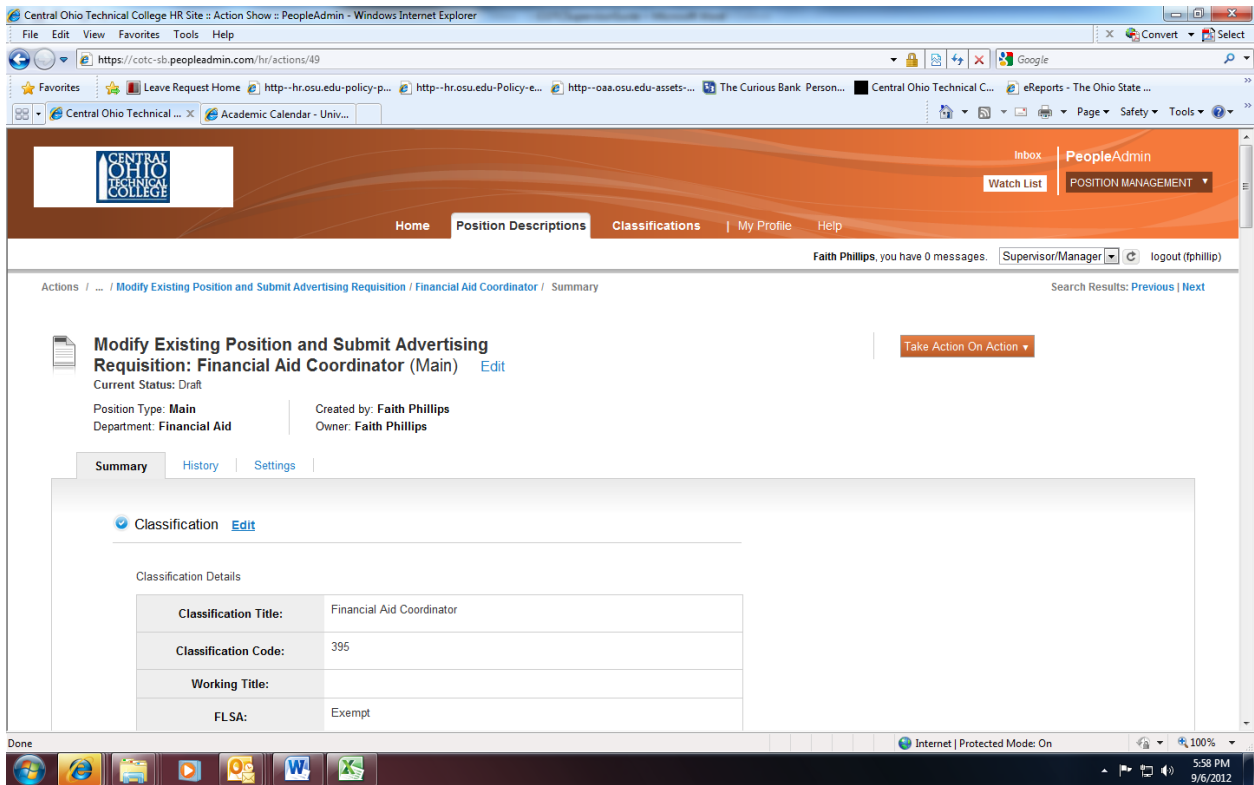 Central Ohio Technical College HR Site :: Action Show :: PeopleAdmin - Windows Internet Explorer
File Edit View Favorites Tools Help
X Convert Select
https://cotc-sb.peopleadmin.com/hr/actions/49
Google
Favorites Leave Request Home http--hr.osu.edu-policy-p... http--hr.osu.edu-Policy-e... http--oaa.osu.edu-assets-... The Curious Bank Person... Central Ohio Technical C... eReports - The Ohio State ...
Central Ohio Technical ... X Academic Calendar - Univ...
Page Safety Tools
CENTRAL
OHIO
TECHNICAL
COLLEGE
Inbox PeopleAdmin
Watch List POSITION MANAGEMENT
Home Position Descriptions Classifications | My Profile Help
Faith Phillips, you have 0 messages. Supervisor/Manager logout (fphillip)
Actions / ... / Modify Existing Position and Submit Advertising Requisition / Financial Aid Coordinator / Summary
Search Results: Previous | Next
Modify Existing Position and Submit Advertising
Requisition: Financial Aid Coordinator (Main) Edit
Take Action On Action
Current Status: Draft
Position Type: Main Created by: Faith Phillips
Department: Financial Aid Owner: Faith Phillips
Summary History Settings
Classification Edit
Classification Details
Classification Title: Financial Aid Coordinator
Classification Code: 395
Working Title:
FLSA: Exempt
Done Internet | Protected Mode: On 100%
5:58 PM
9/6/2012